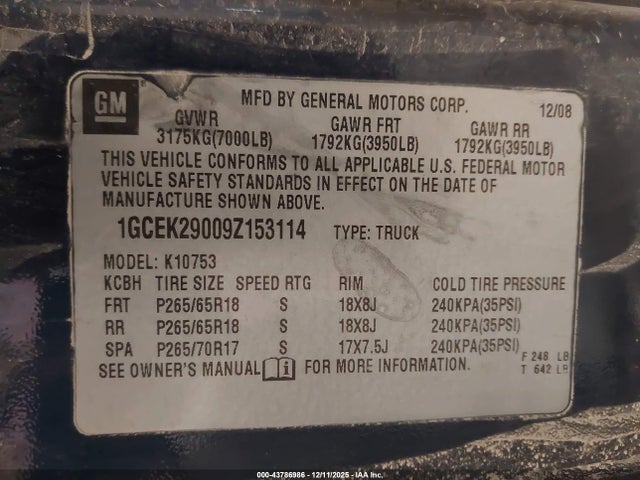 GM
MFD BY GENERAL MOTORS CORP. 12/08
GVWR GAWR FRT GAWR RR
3175KG(7000LB) 1792KG(3950LB) 1792KG(3950LB)
THIS VEHICLE CONFORMS TO ALL APPLICABLE U.S. FEDERAL MOTOR
VEHICLE SAFETY STANDARDS IN EFFECT ON THE DATE OF
MANUFACTURE SHOWN ABOVE.
1GCEK29009Z153114 TYPE: TRUCK
MODEL: K10753
KCBH TIRE SIZE SPEED RTG RIM COLD TIRE PRESSURE
FRT P265/65R18 S 18X8J 240KPA(35PSI)
RR P265/65R18 S 18X8J 240KPA(35PSI)
SPA P265/70R17 S 17X7.5J 240KPA(35PSI)
F 248 LB
T 642 LB
SEE OWNER'S MANUAL i FOR MORE INFORMATION.
000-43786986 - 12/11/2025 - IAA Inc.